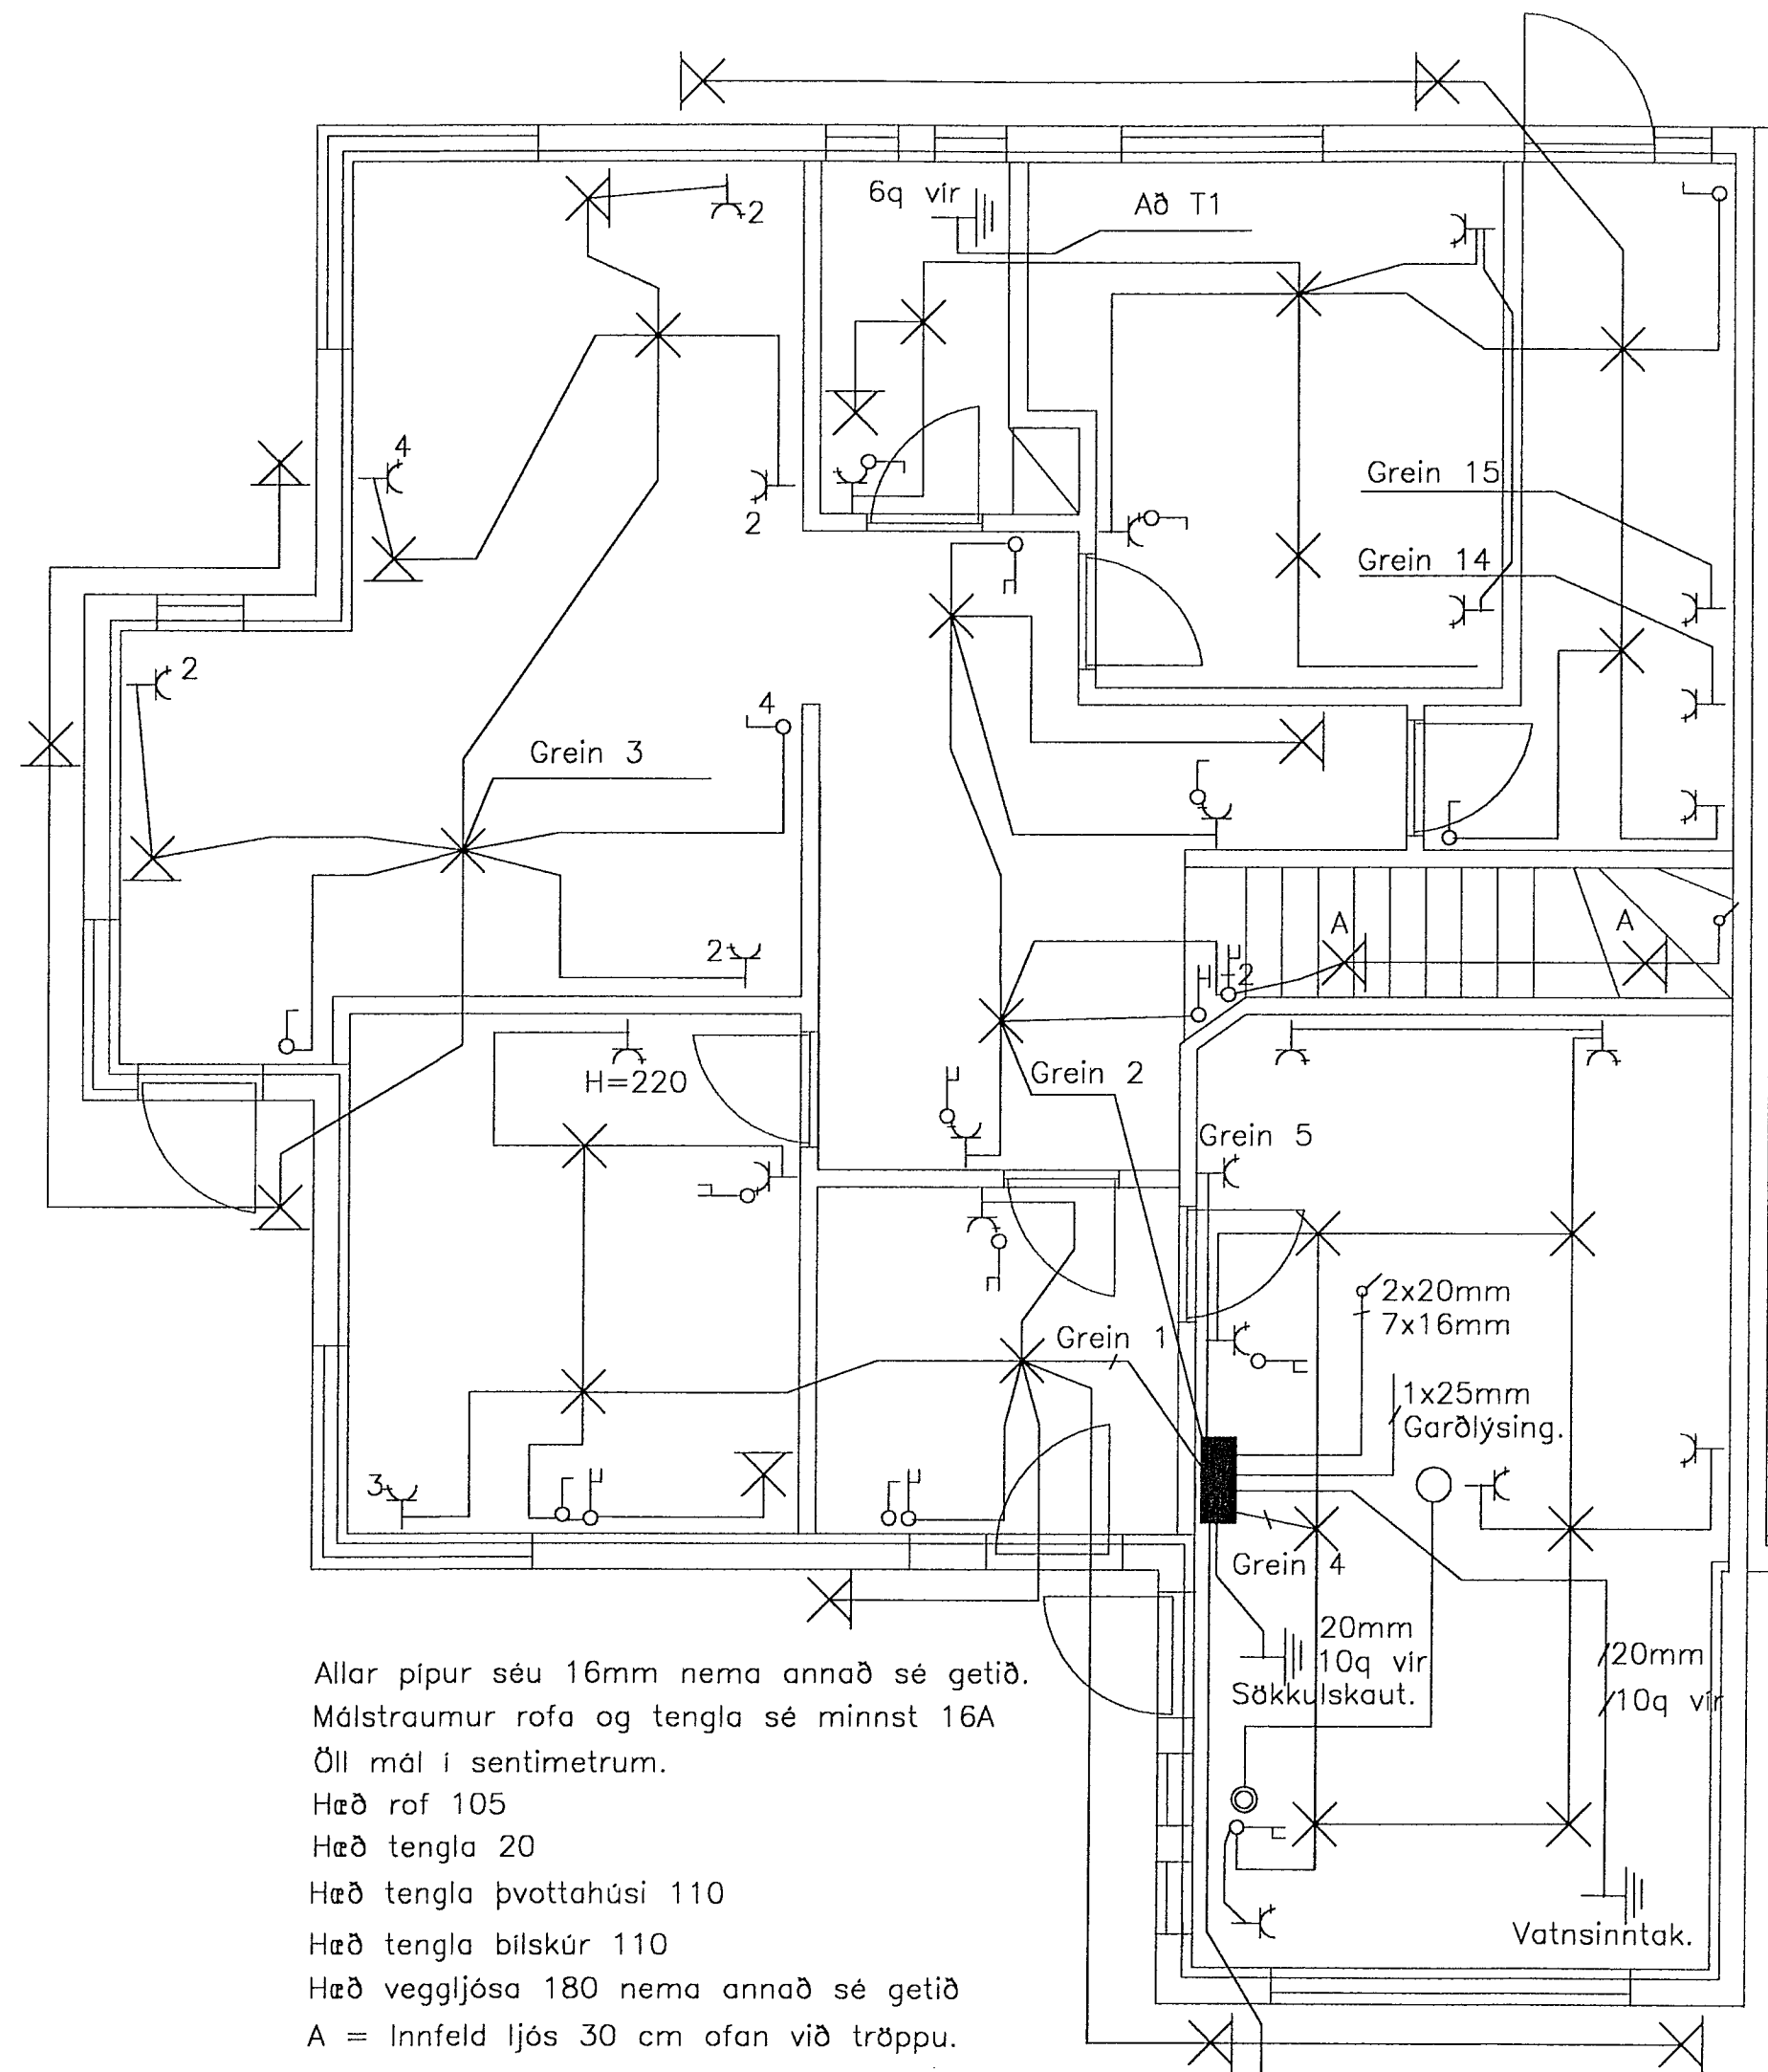 6q vír
Að T1
2
4
2
Grein 15
Grein 14
2
4
Grein 3
A
A
2
2
H=220
Grein 2
Grein 5
2x20mm
7x16mm
Grein 1
1x25mm
Garðlýsing.
3
Grein 4
20mm
10q vír
Sökkulskaut.
20mm
10q vír
Vatnsinntak.
Allar pípur séu 16mm nema annað sé getið.
Málstraumur rofa og tengla sé minnst 16A
Öll mál í sentimetrum.
Hæð rof 105
Hæð tengla 20
Hæð tengla þvottahúsi 110
Hæð tengla bílskúr 110
Hæð veggljósa 180 nema annað sé getið
A = Innfeld ljós 30 cm ofan við tröppu.